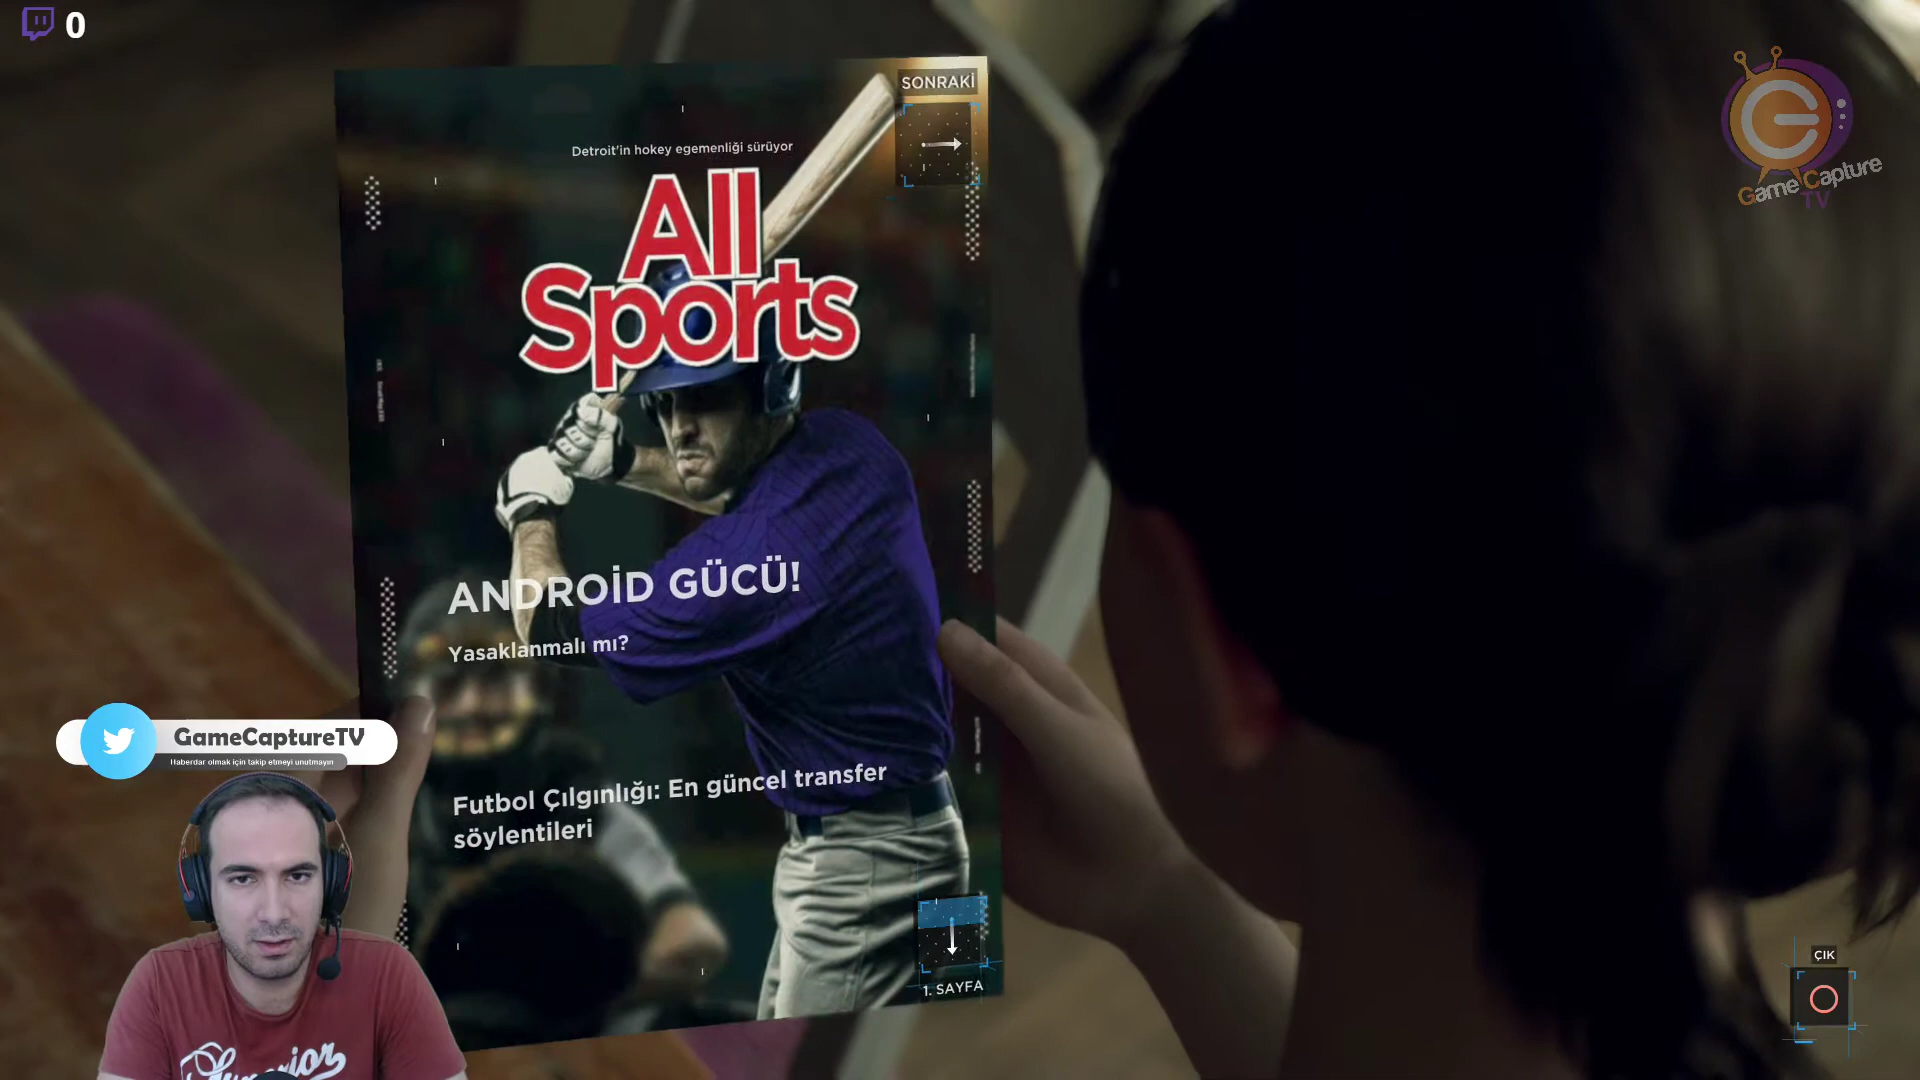 0
SONRAKİ
Detroit'in hokey egemenliği sürüyor
All
Sports
Game Capture
TV
ANDROİD GÜCÜ!
Yasaklanmalı mı?
GameCaptureTV
Haberdar olmak için takip etmeyi unutmayın
Futbol Çılgınlığı: En güncel transfer
söylentileri
1. SAYFA
ÇIK
Superior